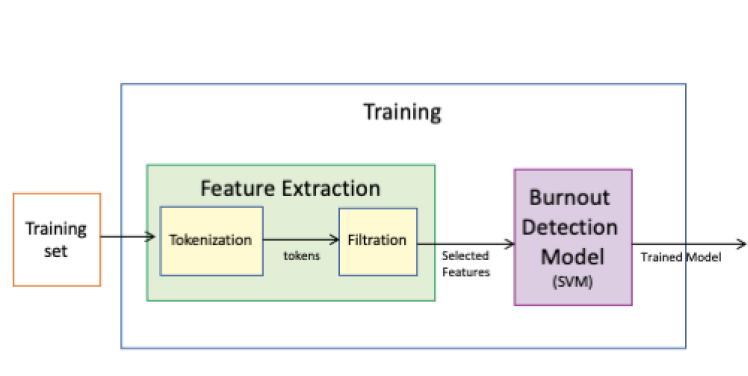 Training
Feature Extraction
Training
set
Tokenization
tokens
Filtration
Selected
Features
Burnout
Detection
Model
(SVM)
Trained Model